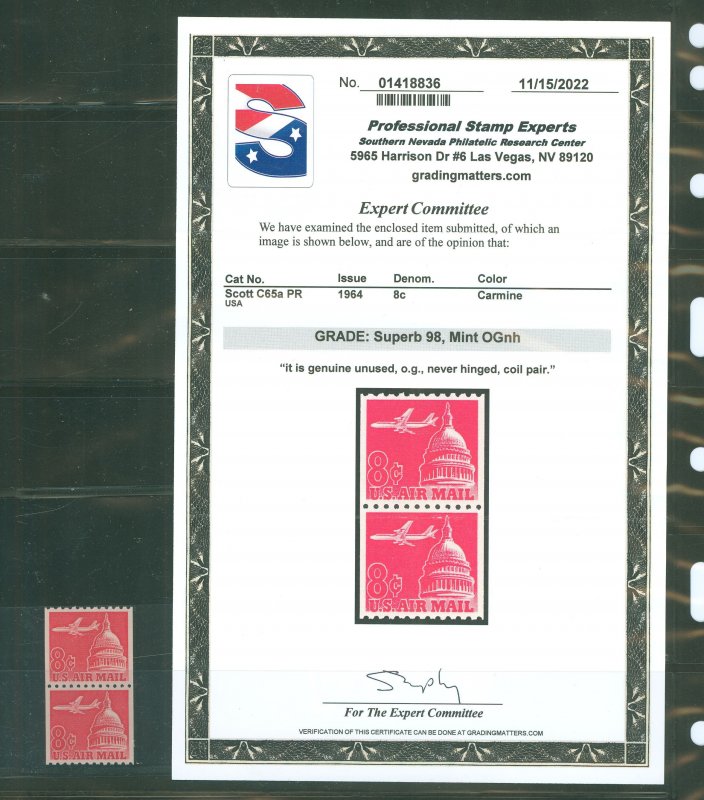 No. 01418836 11/15/2022
Professional Stamp Experts
Southern Nevada Philatelic Research Center
5965 Harrison Dr #6 Las Vegas, NV 89120
gradingmatters.com
Expert Committee
We have examined the enclosed item submitted, of which an
image is shown below, and are of the opinion that:
Cat No. Issue Denom. Color
Scott C65a PR 1964 8c Carmine
USA
GRADE: Superb 98, Mint OGnh
"it is genuine unused, o.g., never hinged, coil pair."
8¢
U.S. AIR MAIL
8¢
U.S. AIR MAIL
For The Expert Committee
VERIFICATION OF THIS CERTIFICATE CAN BE DONE AT GRADINGMATTERS.COM
8¢
U.S. AIR MAIL
8¢
U.S. AIR MAIL